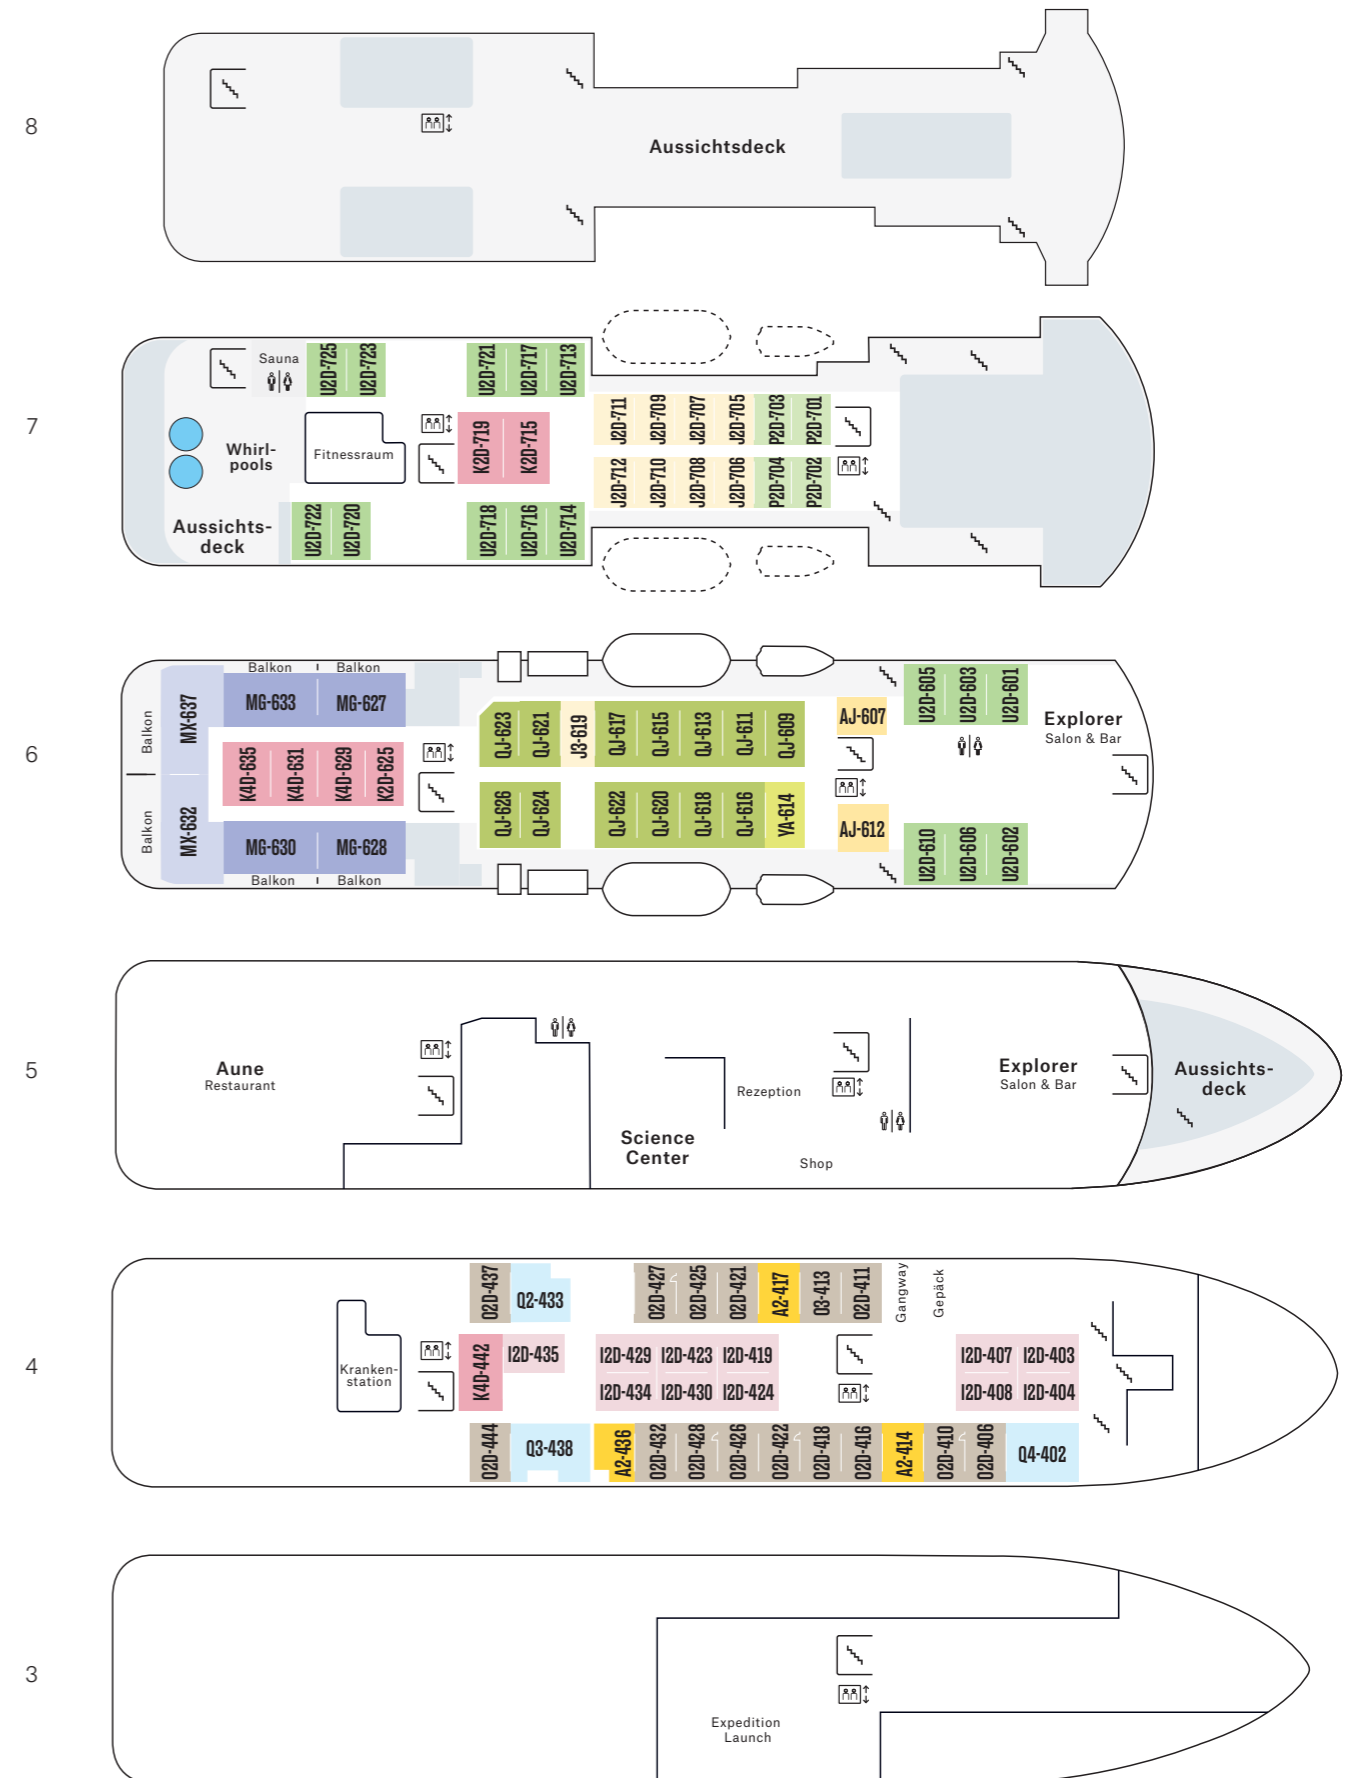 8
Aussichtsdeck
7
Sauna
U2D-725
U2D-723
U2D-721
U2D-717
U2D-713
J2D-711
J2D-709
J2D-707
J2D-705
P2D-703
P2D-701
Whirl-
pools
Fitnessraum
K2D-719
K2D-715
J2D-712
J2D-710
J2D-708
J2D-706
P2D-704
P2D-702
Aussichts-
deck
U2D-722
U2D-720
U2D-718
U2D-716
U2D-714
6
Balkon
Balkon
Balkon
MX-637
MG-633
MG-627
QJ-623
QJ-621
J3-619
QJ-617
QJ-615
QJ-613
QJ-611
QJ-609
AJ-607
U2D-605
U2D-603
U2D-601
Explorer
Salon & Bar
K4D-635
K4D-631
K4D-629
K2D-625
Balkon
MX-632
MG-630
MG-628
QJ-626
QJ-624
QJ-622
QJ-620
QJ-618
QJ-616
YA-614
AJ-612
U2D-610
U2D-606
U2D-602
Balkon
Balkon
5
Aune
Restaurant
Rezeption
Science
Center
Shop
Explorer
Salon & Bar
Aussichts-
deck
4
O2D-437
Q2-433
O2D-427
O2D-425
O2D-421
A2-417
O3-413
O2D-411
Gangway
Gepäck
Kranken-
station
K4D-442
I2D-435
I2D-429
I2D-423
I2D-419
I2D-407
I2D-403
I2D-434
I2D-430
I2D-424
I2D-408
I2D-404
O2D-444
Q3-438
A2-436
O2D-432
O2D-428
O2D-426
O2D-422
O2D-418
O2D-416
A2-414
O2D-410
O2D-406
Q4-402
3
Expedition
Launch